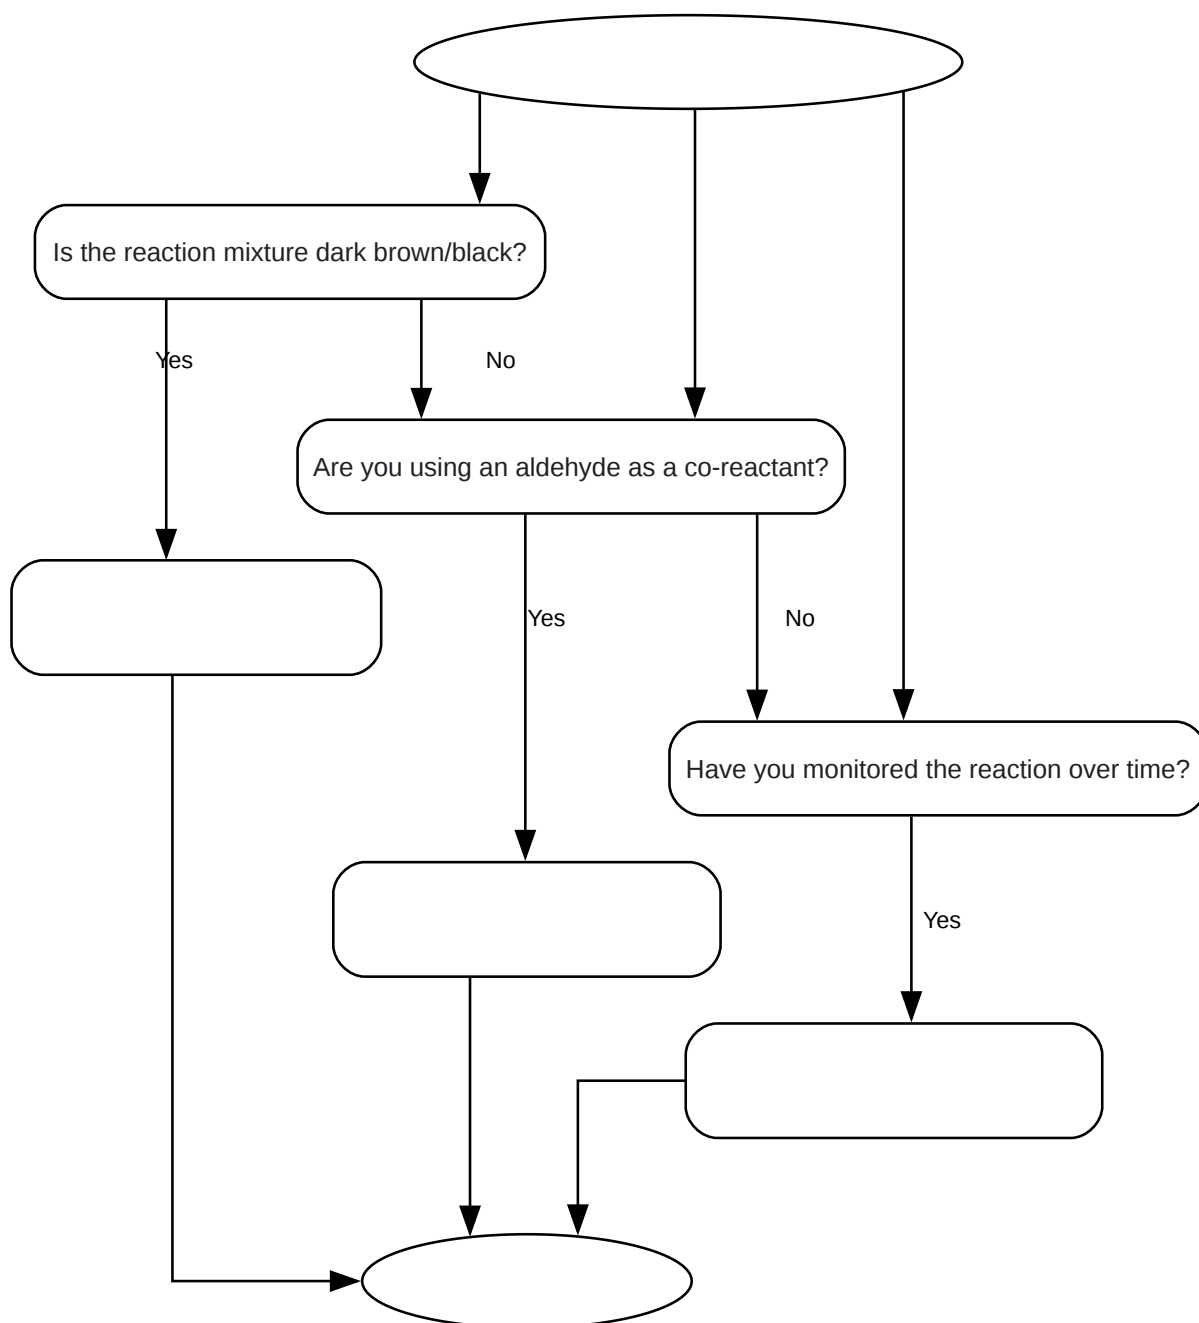 Is the reaction mixture dark brown/black?
Yes
No
Are you using an aldehyde as a co-reactant?
Yes
No
Have you monitored the reaction over time?
Yes